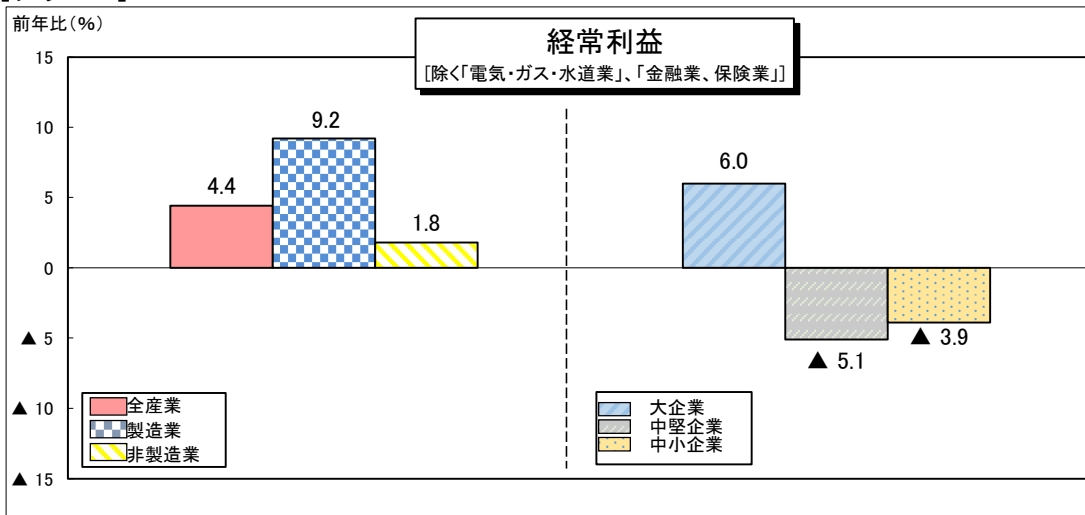 前年比(%)
経常利益
[除く「電気・ガス・水道業」、「金融業、保険業」]
15
10
5
0
▲ 5
▲ 10
▲ 15
4.4
9.2
1.8
6.0
▲ 5.1
▲ 3.9
全産業
製造業
非製造業
大企業
中堅企業
中小企業